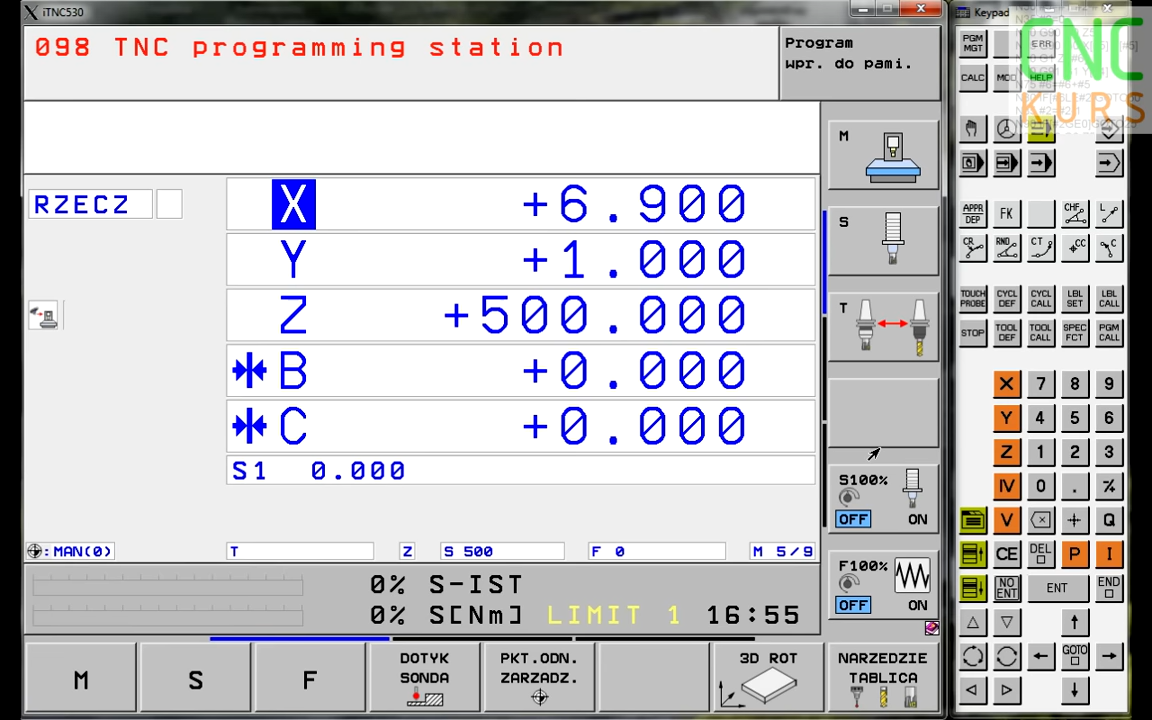 iTNC530
098 TNC programming station
Program
wpr. do pami.
RZECZ
X +6.900
Y +1.000
Z +500.000
B +0.000
C +0.000
S1 0.000
:MAN(0) T Z S 500 F 0 M 5/9
0% S-IST
0% S[Nm] LIMIT 1 16:55
M
S
T
S100%
OFF ON
F100%
OFF ON
M
S
F
DOTYK
SONDA
PKT.ODN.
ZARZADZ.
3D ROT
NARZEDZIE
TABLICA
Keypad
CNC
KURS
PGM
MGT
ERR
CALC
MOD
HELP
APPR
DEP
FK
CHF
L
CR
RND
CT
CC
C
TOUCH
PROBE
CYCL
DEF
CYCL
CALL
LBL
SET
LBL
CALL
STOP
TOOL
DEF
TOOL
CALL
SPEC
FCT
PGM
CALL
X 7 8 9
Y 4 5 6
Z 1 2 3
IV 0 .
V Q
CE
DEL
P I
NO
ENT
ENT
END
GOTO